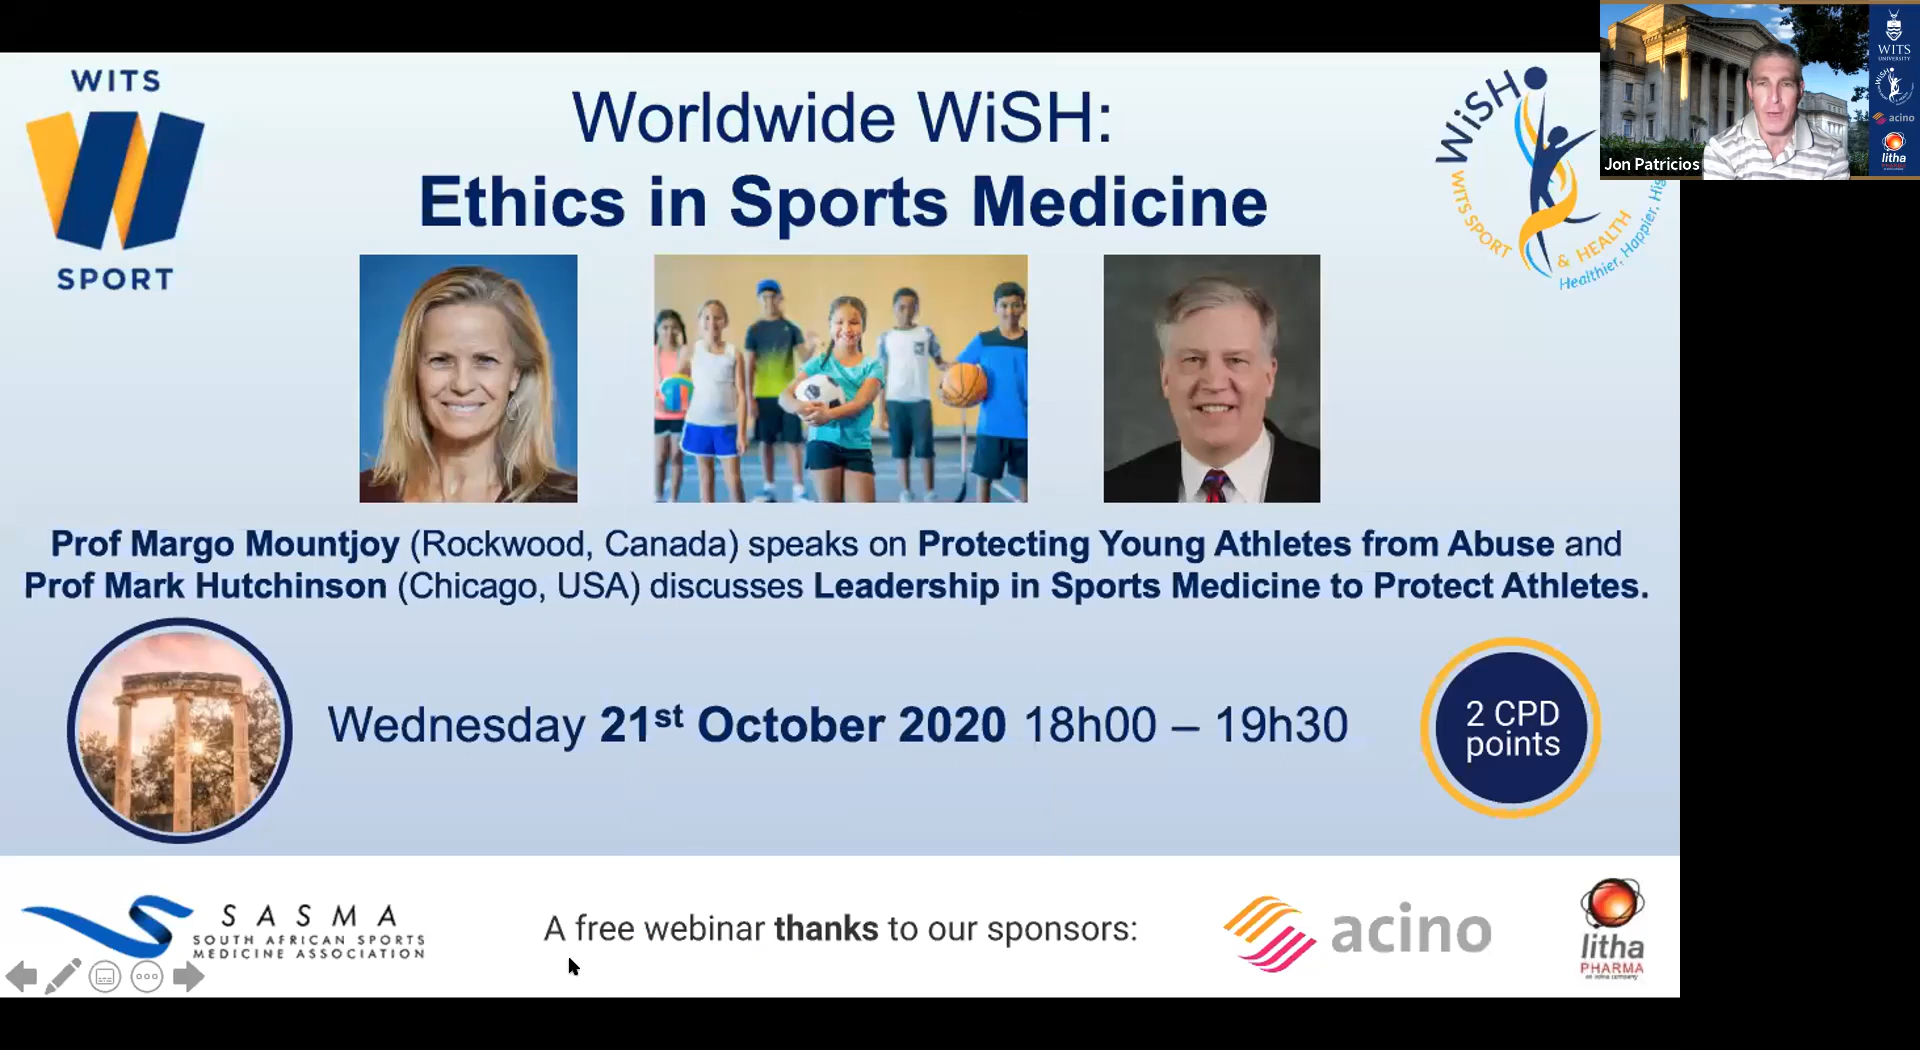 WITS
SPORT
Worldwide WiSH:
Ethics in Sports Medicine
WiSH
WITS SPORT & HEALTH
Healthier, Happier,
Jon Patricios
WITS
UNIVERSITY
WiSH
acino
litha
PHARMA
Prof Margo Mountjoy (Rockwood, Canada) speaks on Protecting Young Athletes from Abuse and
Prof Mark Hutchinson (Chicago, USA) discusses Leadership in Sports Medicine to Protect Athletes.
Wednesday 21st October 2020 18h00 – 19h30
2 CPD
points
SASMA
SOUTH AFRICAN SPORTS
MEDICINE ASSOCIATION
A free webinar thanks to our sponsors:
acino
litha
PHARMA